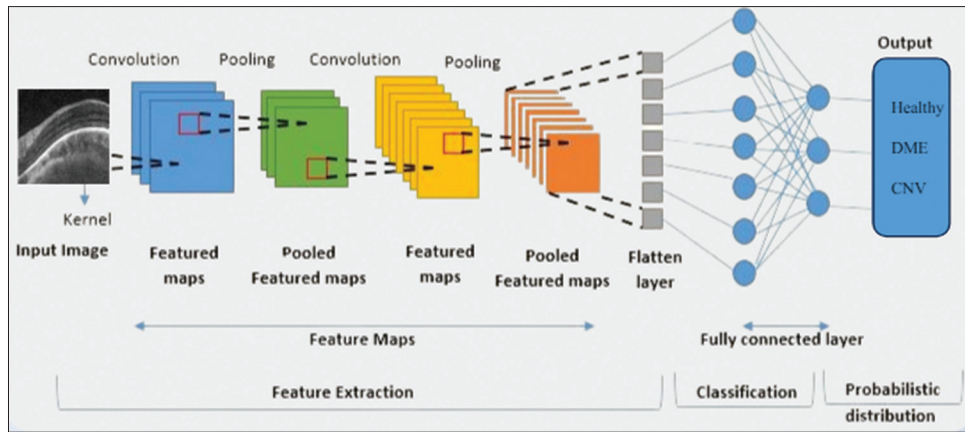 Convolution
Pooling
Convolution
Pooling
Output
Healthy
DME
CNV
Kernel
Input Image
Featured
maps
Pooled
Featured maps
Featured
maps
Pooled
Featured maps
Flatten
layer
Feature Maps
Fully connected layer
Feature Extraction
Classification
Probabilistic
distribution